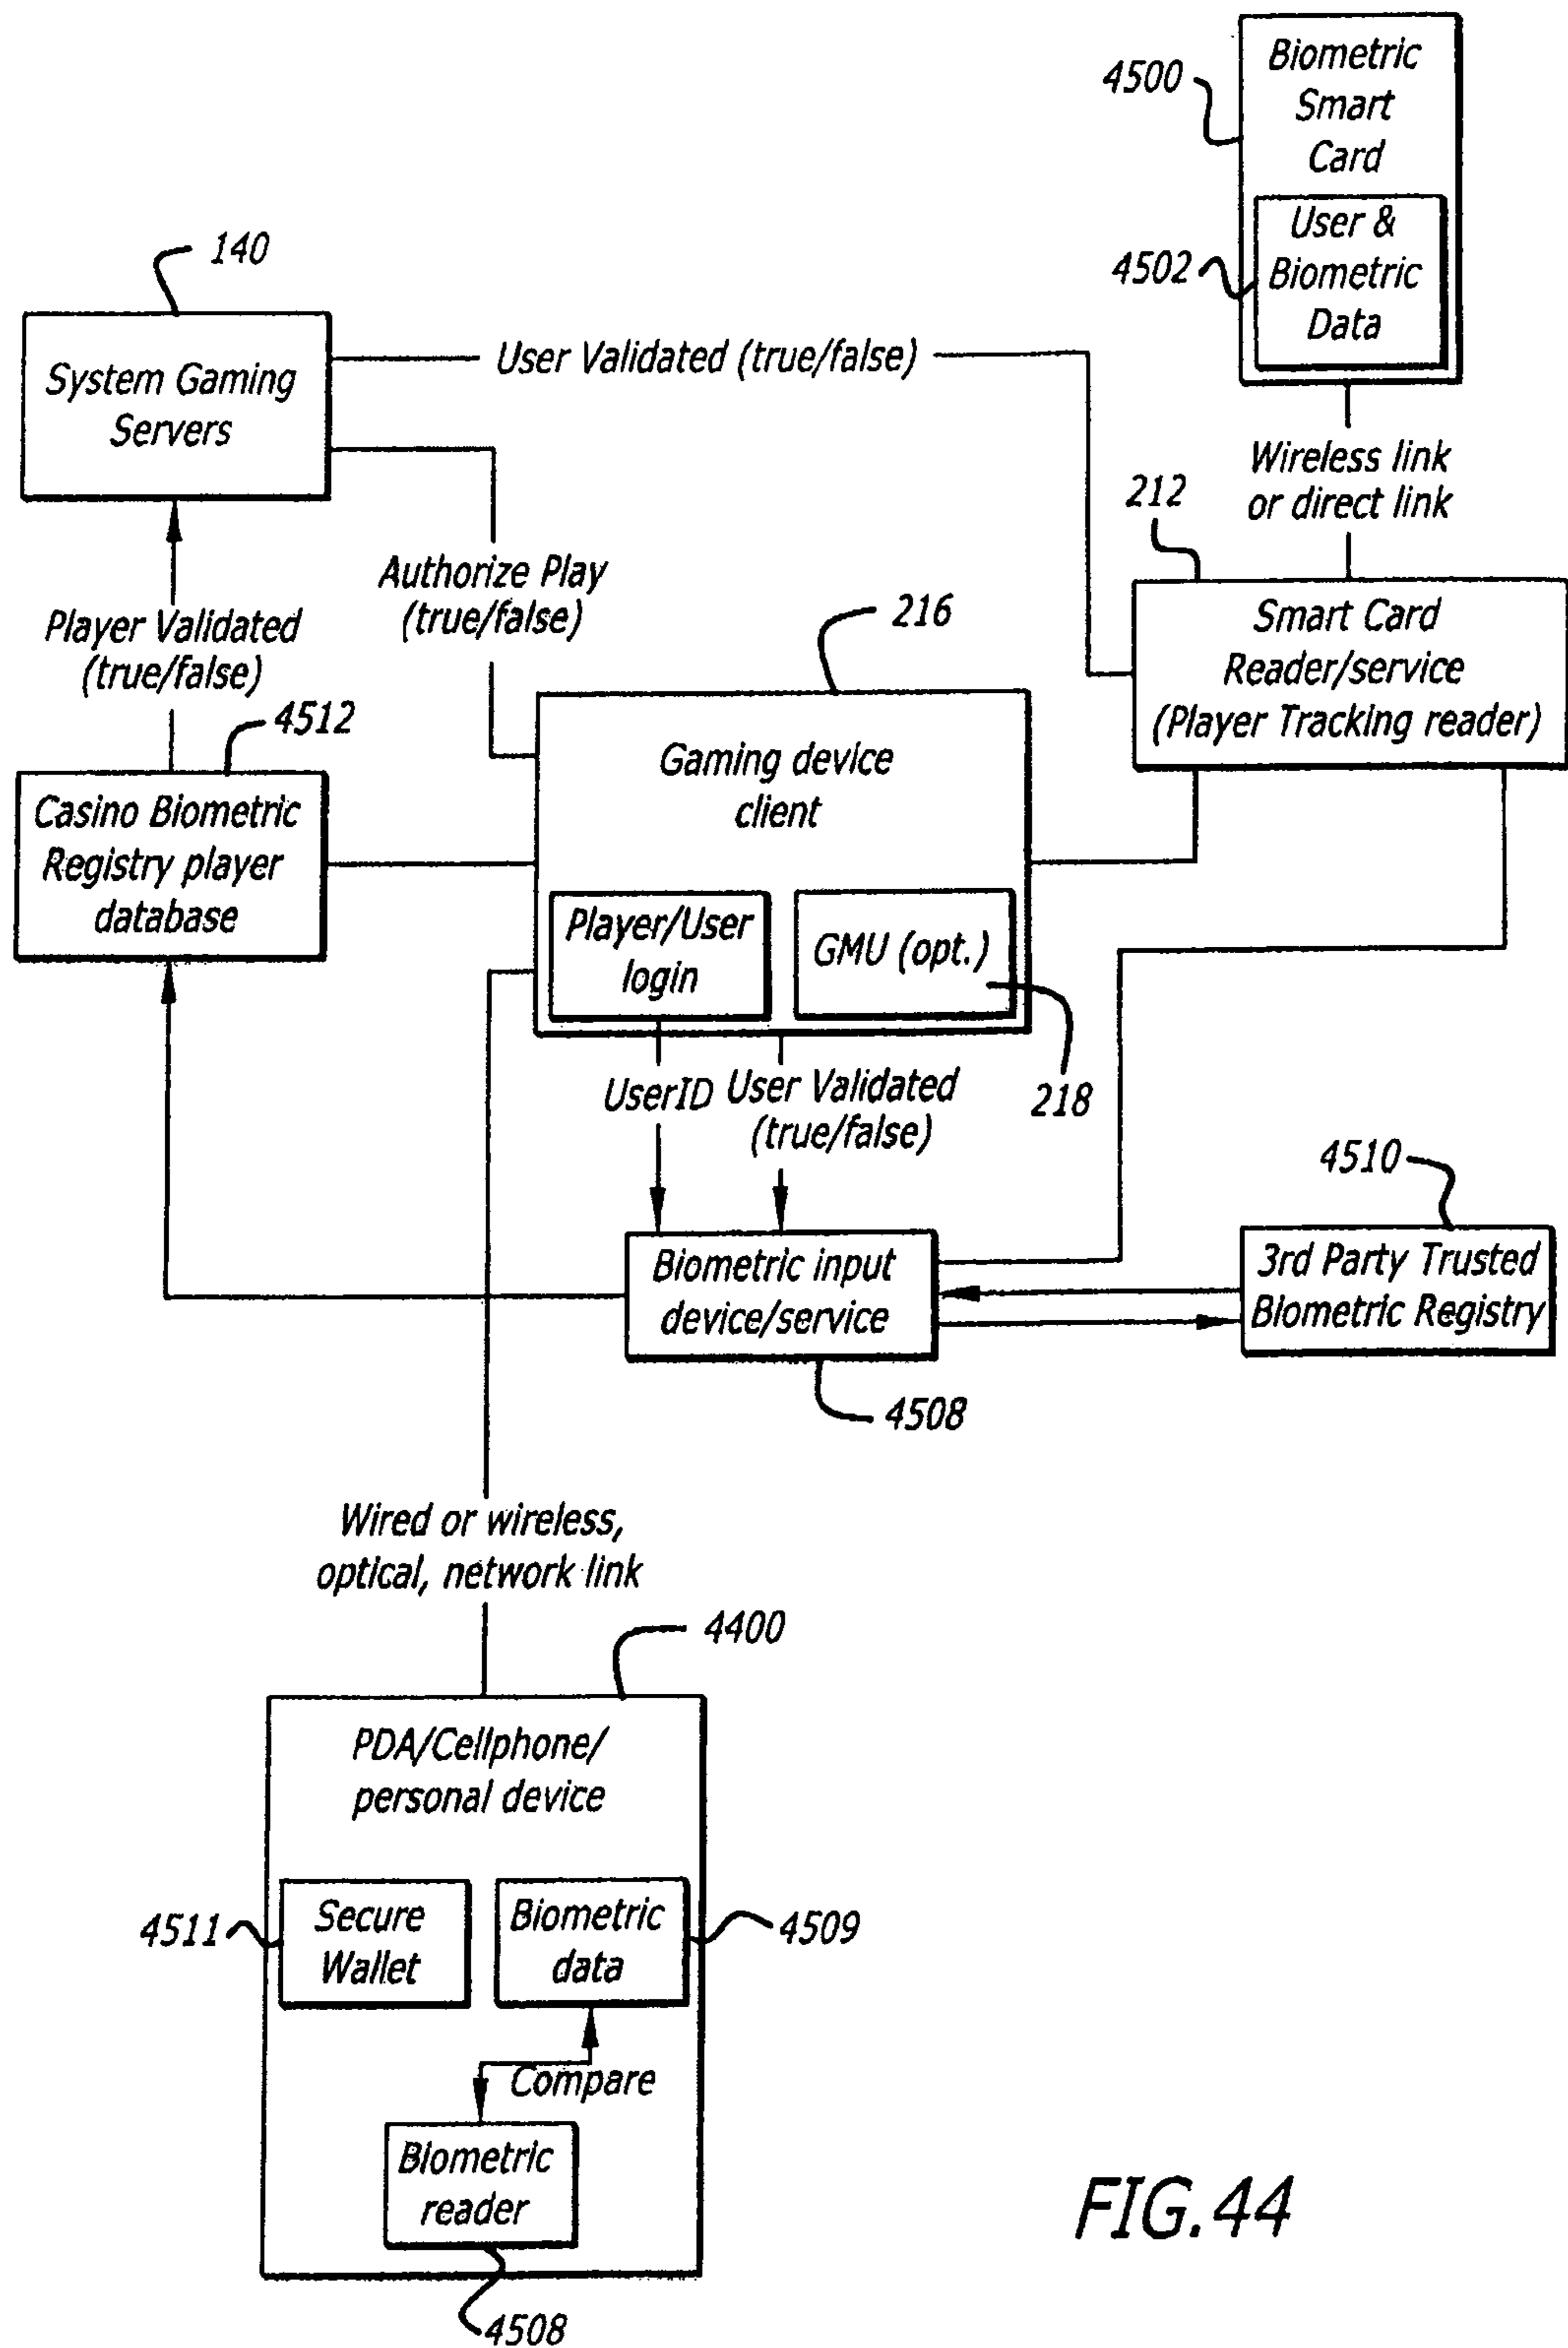 4500
Biometric
Smart
Card
4502
User &
Biometric
Data
140
System Gaming
Servers
User Validated (true/false)
Wireless link
or direct link
212
Authorize Play
(true/false)
Player Validated
(true/false)
216
Smart Card
Reader/service
(Player Tracking reader)
4512
Gaming device
client
Casino Biometric
Registry player
database
Player/User
login
GMU (opt.)
218
UserID
User Validated
(true/false)
4510
Biometric input
device/service
3rd Party Trusted
Biometric Registry
4508
Wired or wireless,
optical, network link
4400
PDA/Cellphone/
personal device
4511
Secure
Wallet
Biometric
data
4509
Compare
Biometric
reader
4508
FIG.44